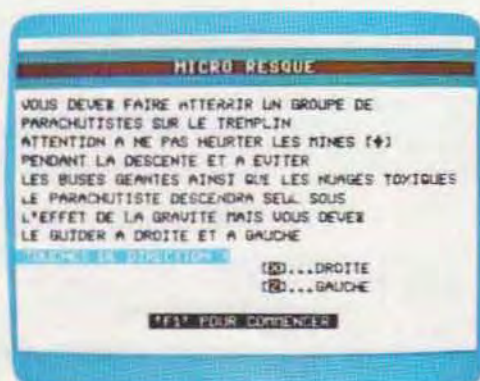 MICRO RESQUE
VOUS DEVEZ FAIRE ATTERRIR UN GROUPE DE
PARACHUTISTES SUR LE TREMPLIN
ATTENTION A NE PAS HEURTER LES MINES [♦]
PENDANT LA DESCENTE ET A EVITER
LES BUSES GEANTES AINSI QUE LES NUAGES TOXIQUES
LE PARACHUTISTE DESCENDRA SEUL SOUS
L'EFFET DE LA GRAVITE MAIS VOUS DEVEZ
LE GUIDER A DROITE ET A GAUCHE
TOUCHES DE DIRECTION
[X]...DROITE
[Z]...GAUCHE
"F1" POUR COMMENCER